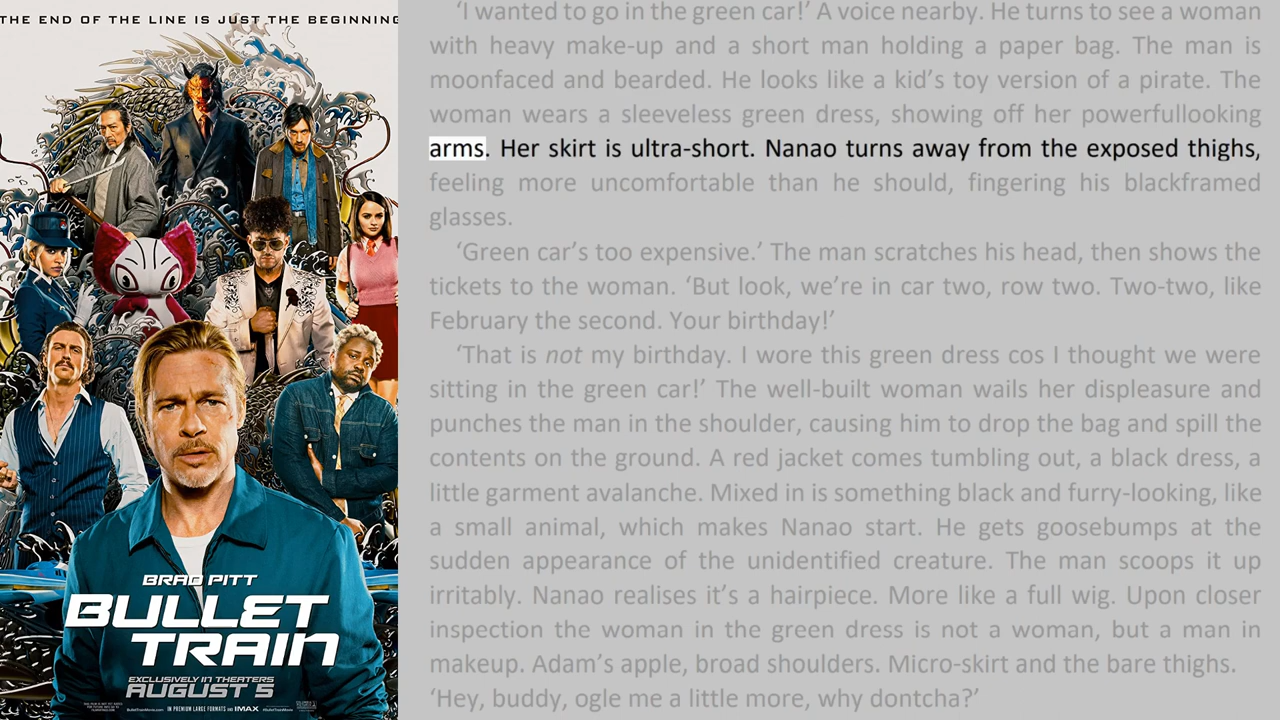 THE END OF THE LINE IS JUST THE BEGINNING
BRAD PITT
BULLET
TRAIN
EXCLUSIVELY IN THEATERS
AUGUST 5
BulletTrainMovie.com IN PREMIUM LARGE FORMATS AND IMAX #BulletTrainMovie
‘I wanted to go in the green car!’ A voice nearby. He turns to see a woman
with heavy make-up and a short man holding a paper bag. The man is
moonfaced and bearded. He looks like a kid’s toy version of a pirate. The
woman wears a sleeveless green dress, showing off her powerfullooking
arms. Her skirt is ultra-short. Nanao turns away from the exposed thighs,
feeling more uncomfortable than he should, fingering his blackframed
glasses.
‘Green car’s too expensive.’ The man scratches his head, then shows the
tickets to the woman. ‘But look, we’re in car two, row two. Two-two, like
February the second. Your birthday!’
‘That is not my birthday. I wore this green dress cos I thought we were
sitting in the green car!’ The well-built woman wails her displeasure and
punches the man in the shoulder, causing him to drop the bag and spill the
contents on the ground. A red jacket comes tumbling out, a black dress, a
little garment avalanche. Mixed in is something black and furry-looking, like
a small animal, which makes Nanao start. He gets goosebumps at the
sudden appearance of the unidentified creature. The man scoops it up
irritably. Nanao realises it’s a hairpiece. More like a full wig. Upon closer
inspection the woman in the green dress is not a woman, but a man in
makeup. Adam’s apple, broad shoulders. Micro-skirt and the bare thighs.
‘Hey, buddy, ogle me a little more, why doncha?’